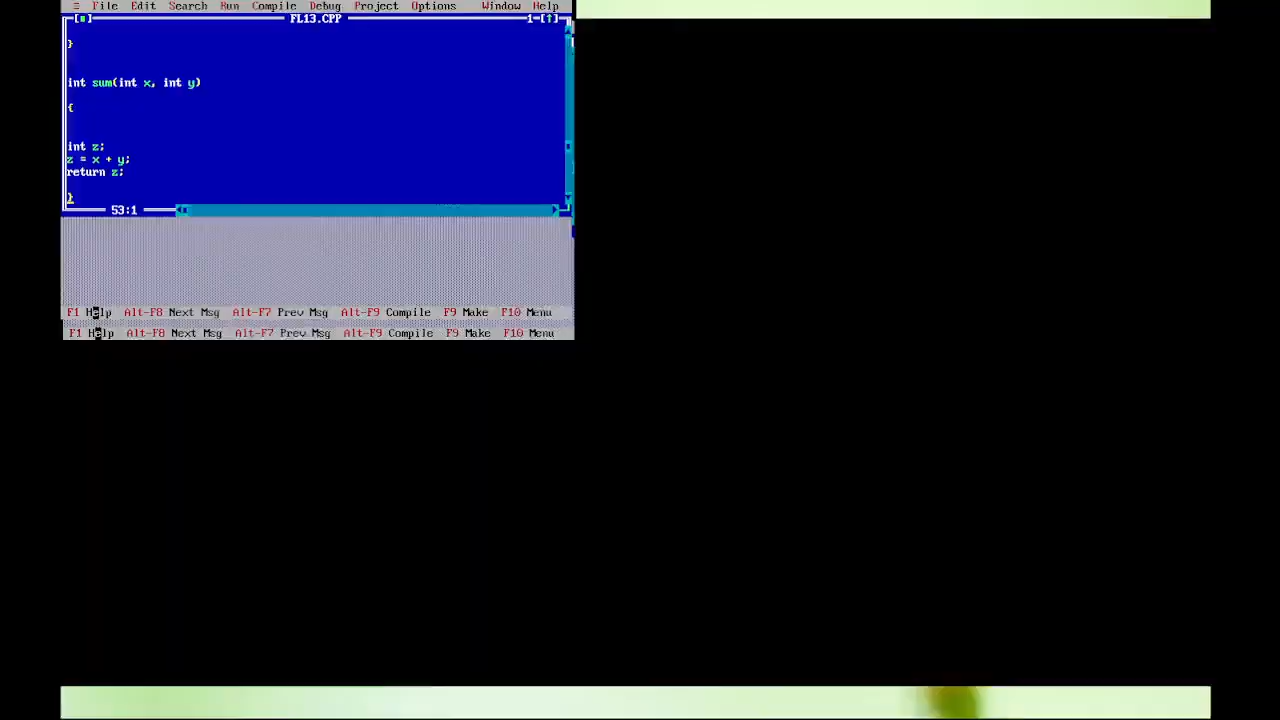 ≡ File Edit Search Run Compile Debug Project Options Window Help
[■] FL13.CPP 1=[↑]
}
int sum(int x, int y)
{
int z;
z = x + y;
return z;
}
53:1
F1 Help Alt-F8 Next Msg Alt-F7 Prev Msg Alt-F9 Compile F9 Make F10 Menu
F1 Help Alt-F8 Next Msg Alt-F7 Prev Msg Alt-F9 Compile F9 Make F10 Menu